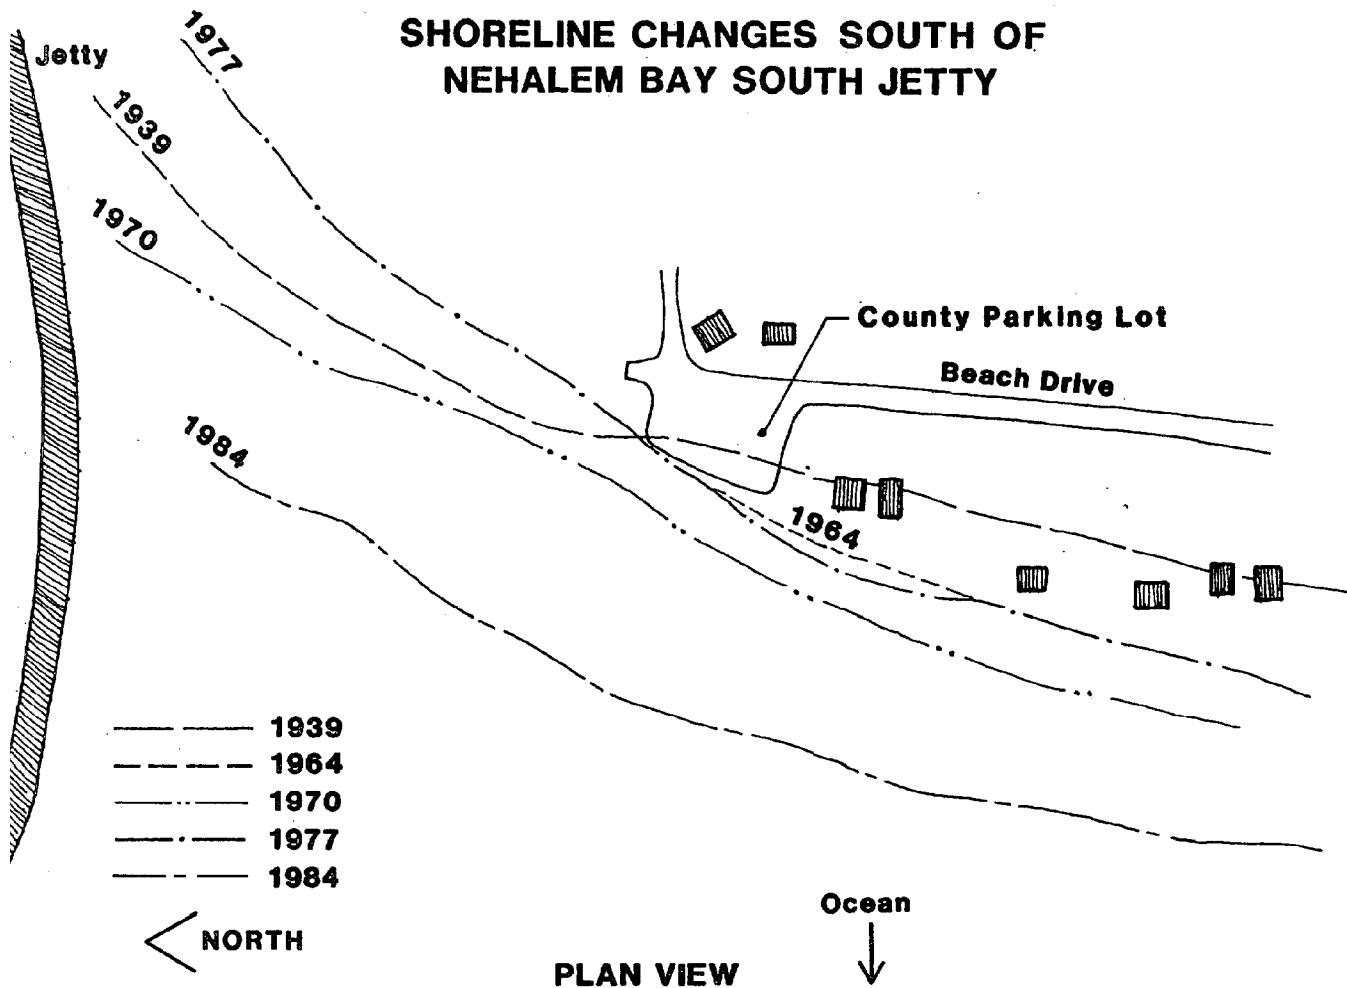 SHORELINE CHANGES SOUTH OF
NEHALEM BAY SOUTH JETTY
Jetty
1977
1939
1970
1984
County Parking Lot
Beach Drive
1964
1939
1964
1970
1977
1984
NORTH
Ocean
PLAN VIEW